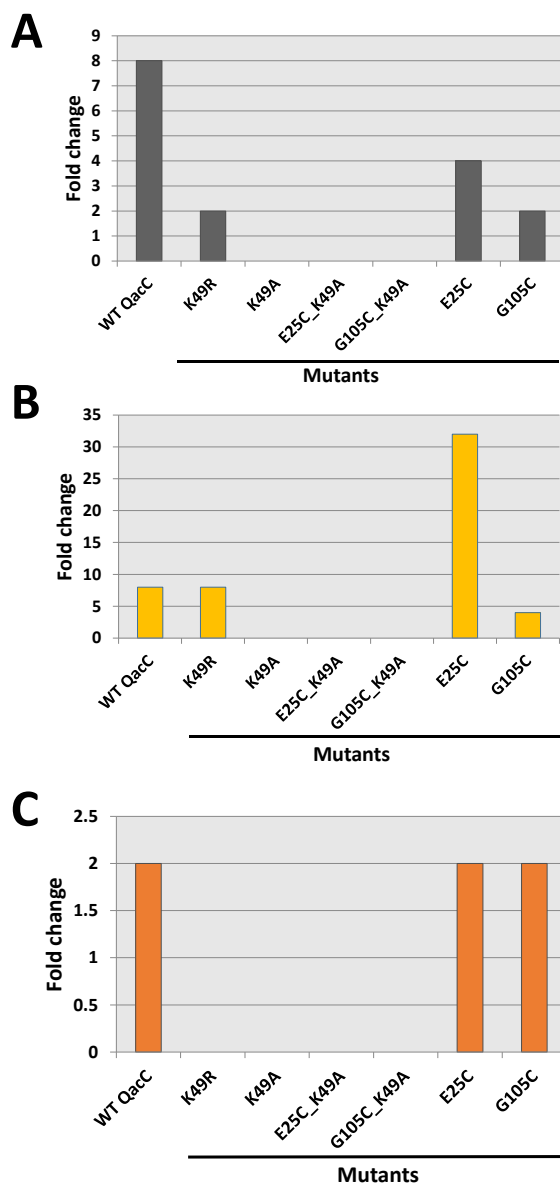 A
Fold change
9
8
7
6
5
4
3
2
1
0
WT QacC
K49R
K49A
E25C_K49A
G105C_K49A
E25C
G105C
Mutants
B
Fold change
35
30
25
20
15
10
5
0
WT QacC
K49R
K49A
E25C_K49A
G105C_K49A
E25C
G105C
Mutants
C
Fold change
2.5
2
1.5
1
0.5
0
WT QacC
K49R
K49A
E25C_K49A
G105C_K49A
E25C
G105C
Mutants